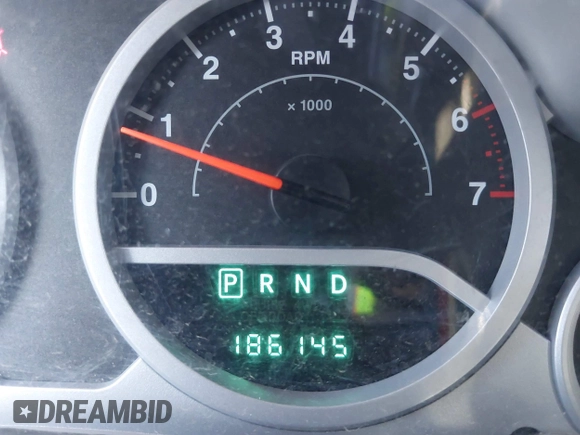 0 1 2 3 4 5 6 7
RPM
x 1000
P R N D
186145
DREAMBID